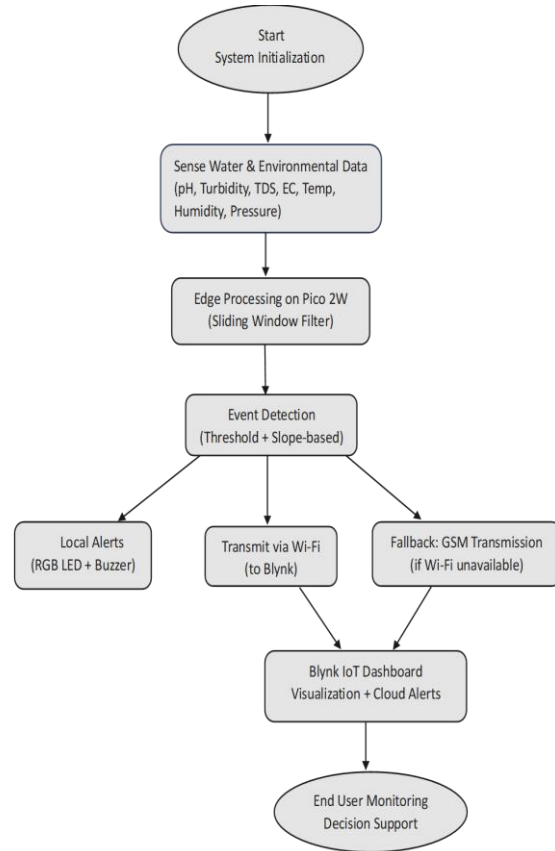 Start
System Initialization
Sense Water & Environmental Data
(pH, Turbidity, TDS, EC, Temp,
Humidity, Pressure)
Edge Processing on Pico 2W
(Sliding Window Filter)
Event Detection
(Threshold + Slope-based)
Local Alerts
(RGB LED + Buzzer)
Transmit via Wi-Fi
(to Blynk)
Fallback: GSM Transmission
(if Wi-Fi unavailable)
Blynk IoT Dashboard
Visualization + Cloud Alerts
End User Monitoring
Decision Support